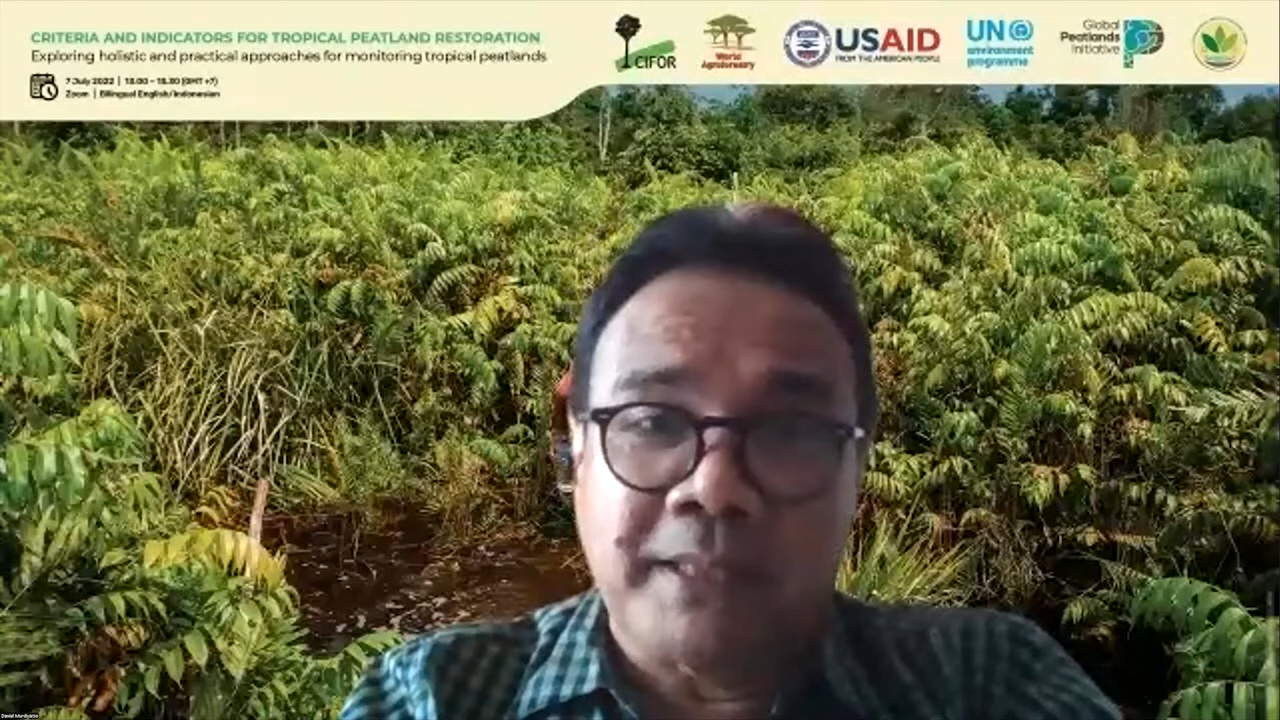 CRITERIA AND INDICATORS FOR TROPICAL PEATLAND RESTORATION
Exploring holistic and practical approaches for monitoring tropical peatlands
7 July 2022 | 13.00 - 15.30 (GMT +7)
Zoom | Bilingual English/Indonesian
CIFOR
World
Agroforestry
USAID
FROM THE AMERICAN PEOPLE
UN
environment
programme
Global
Peatlands
Initiative
Daniel Murdiyarso